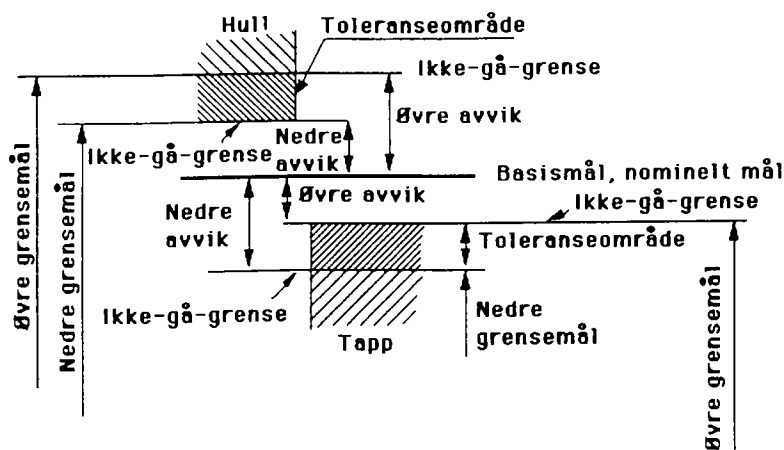 Hull
Toleranseområde
Ikke-gå-grense
Øvre avvik
Ikke-gå-grense
Nedre
avvik
Basismål, nominelt mål
Øvre avvik
Ikke-gå-grense
Nedre
avvik
Toleranseområde
Ikke-gå-grense
Nedre
grensemål
Tapp
Øvre grensemål
Nedre grensemål
Øvre grensemål